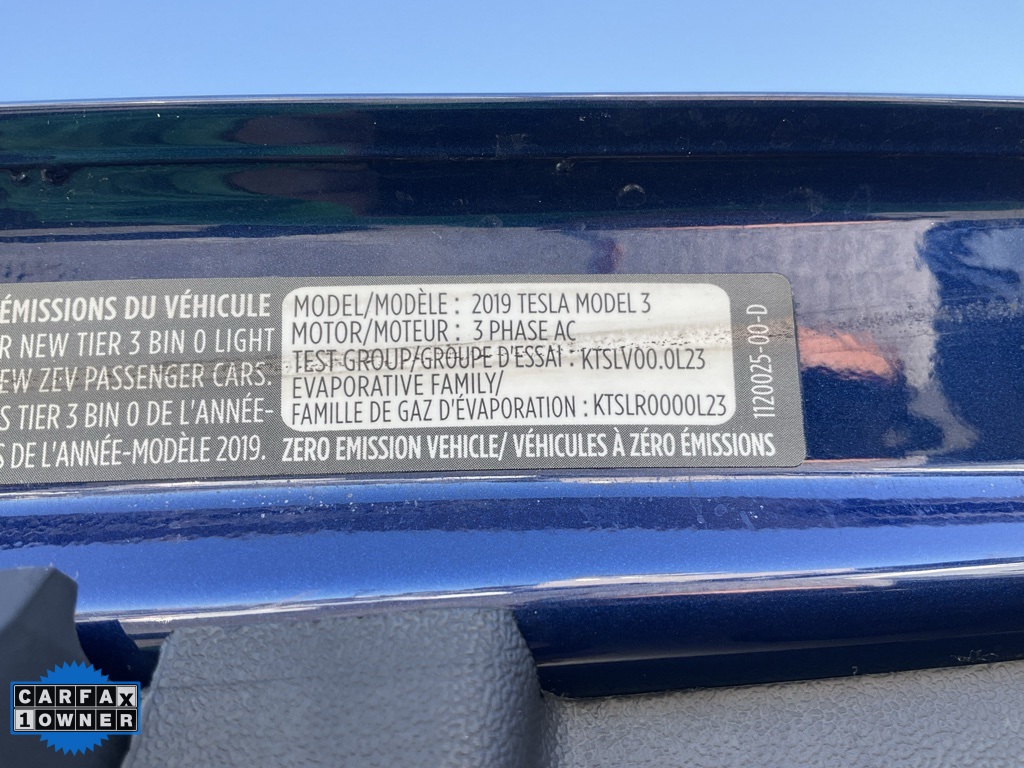 ÉMISSIONS DU VÉHICULE
R NEW TIER 3 BIN 0 LIGHT
EW ZEV PASSENGER CARS.
S TIER 3 BIN 0 DE L'ANNÉE-
S DE L'ANNÉE-MODÈLE 2019.
MODEL/MODÈLE : 2019 TESLA MODEL 3
MOTOR/MOTEUR : 3 PHASE AC
TEST GROUP/GROUPE D'ESSAI : KTSLV00.0L23
EVAPORATIVE FAMILY/
FAMILLE DE GAZ D'ÉVAPORATION : KTSLR0000L23
ZERO EMISSION VEHICLE/ VÉHICULES À ZÉRO ÉMISSIONS
1120025-00-D
CARFAX
1 OWNER